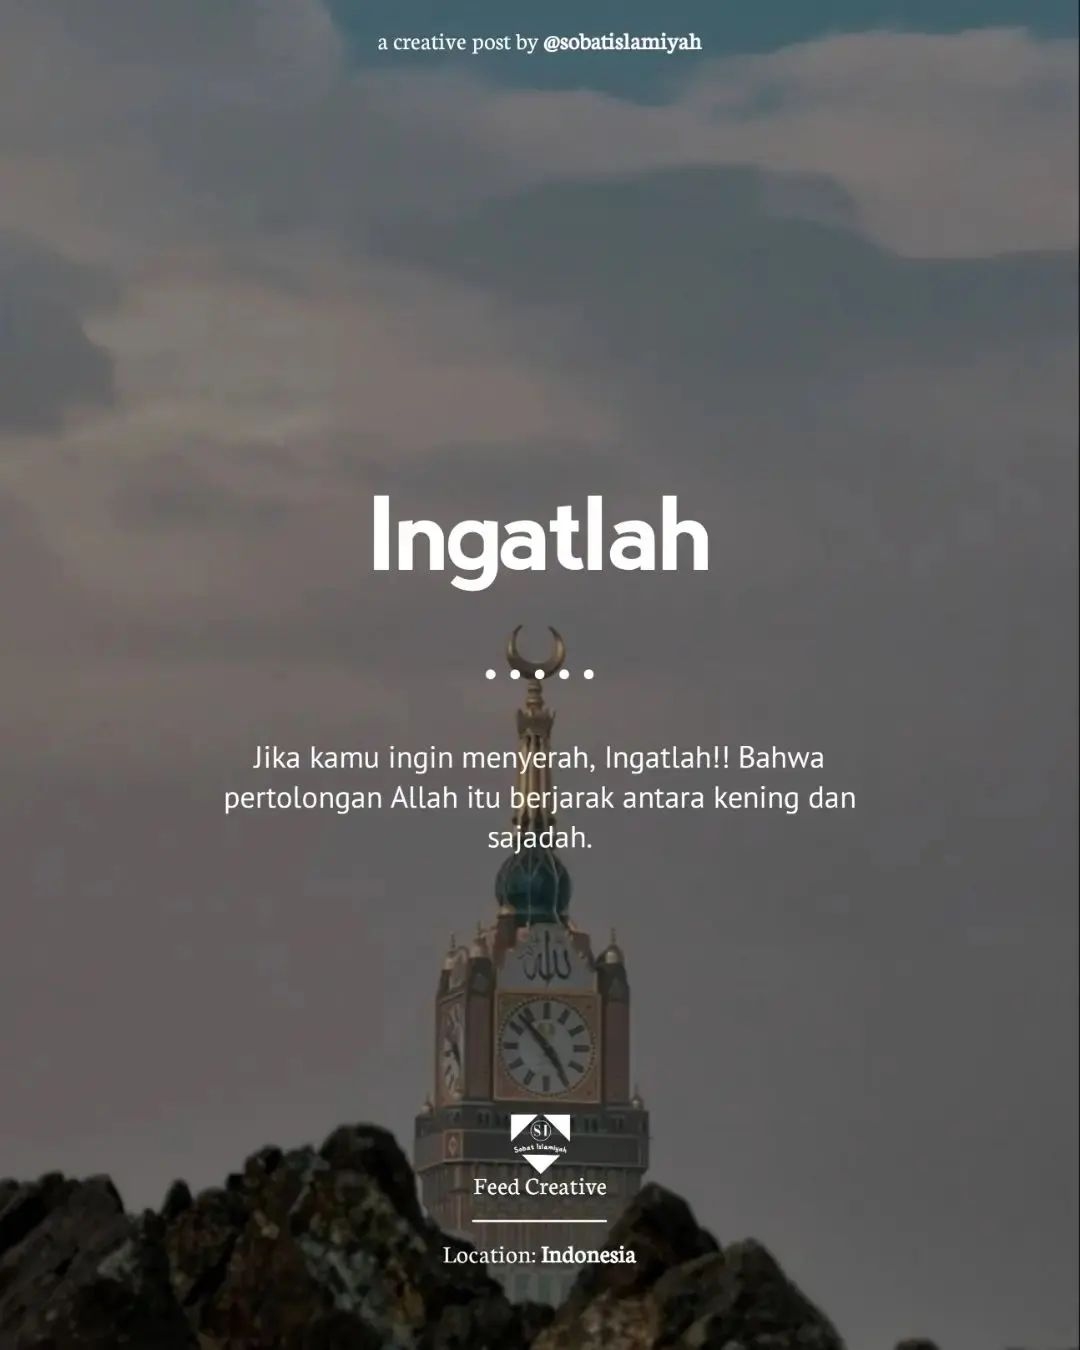 a creative post by @sobatislamiyah
Ingatlah
Jika kamu ingin menyerah, Ingatlah!! Bahwa
pertolongan Allah itu berjarak antara kening dan
sajadah.
الله
SI
Sobat Islamiyah
Feed Creative
Location: Indonesia